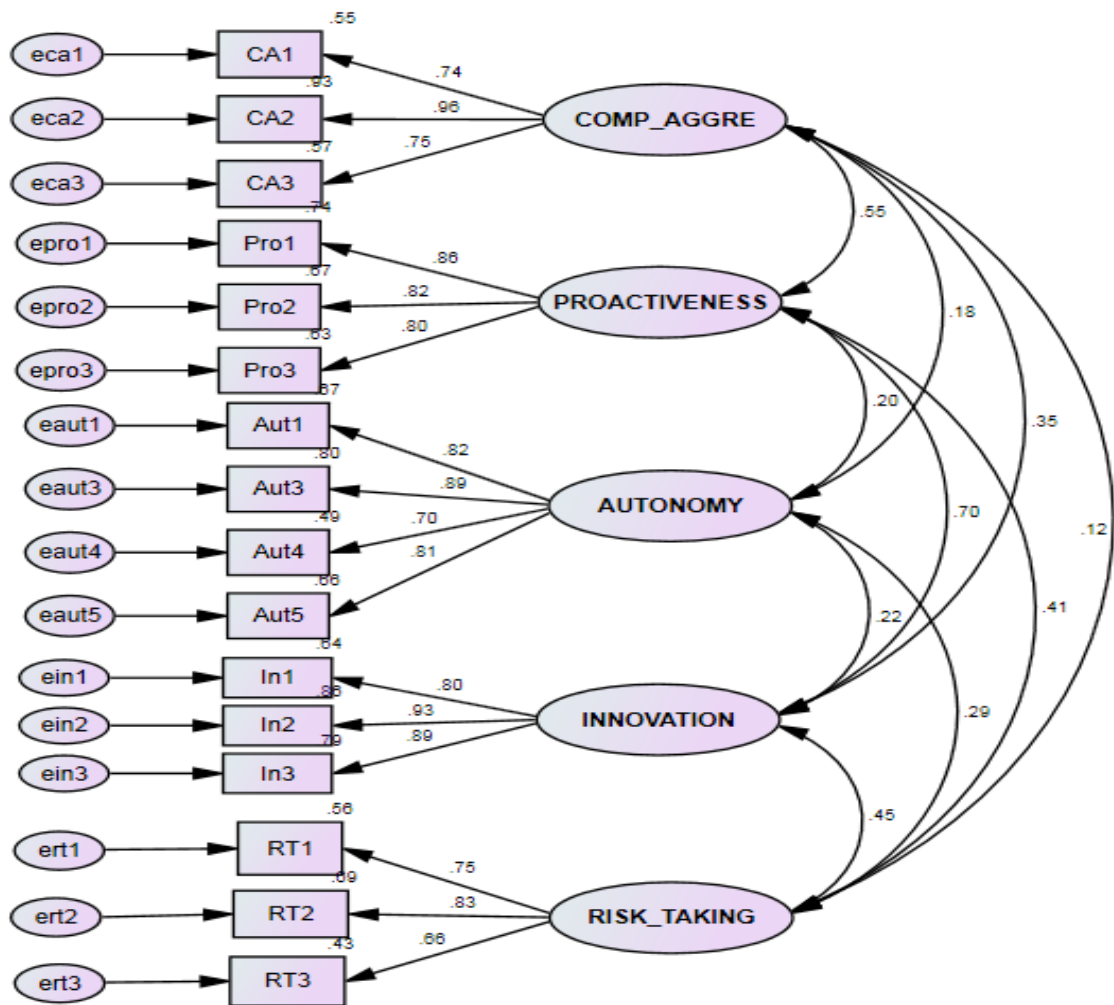 .55
eca1
CA1
.74
.93
eca2
CA2
.96
COMP_AGGRE
.57
.75
eca3
CA3
.74
.55
epro1
Pro1
.86
.67
epro2
Pro2
.82
PROACTIVENESS
.63
.80
.18
epro3
Pro3
.67
.20
eaut1
Aut1
.82
.35
.80
eaut3
Aut3
.89
AUTONOMY
.49
.70
.70
.12
eaut4
Aut4
.81
.66
.41
eaut5
Aut5
.22
.64
ein1
In1
.80
.86
ein2
In2
.93
INNOVATION
.29
.79
.89
ein3
In3
.56
.45
ert1
RT1
.75
.69
ert2
RT2
.83
RISK_TAKING
.43
.66
ert3
RT3